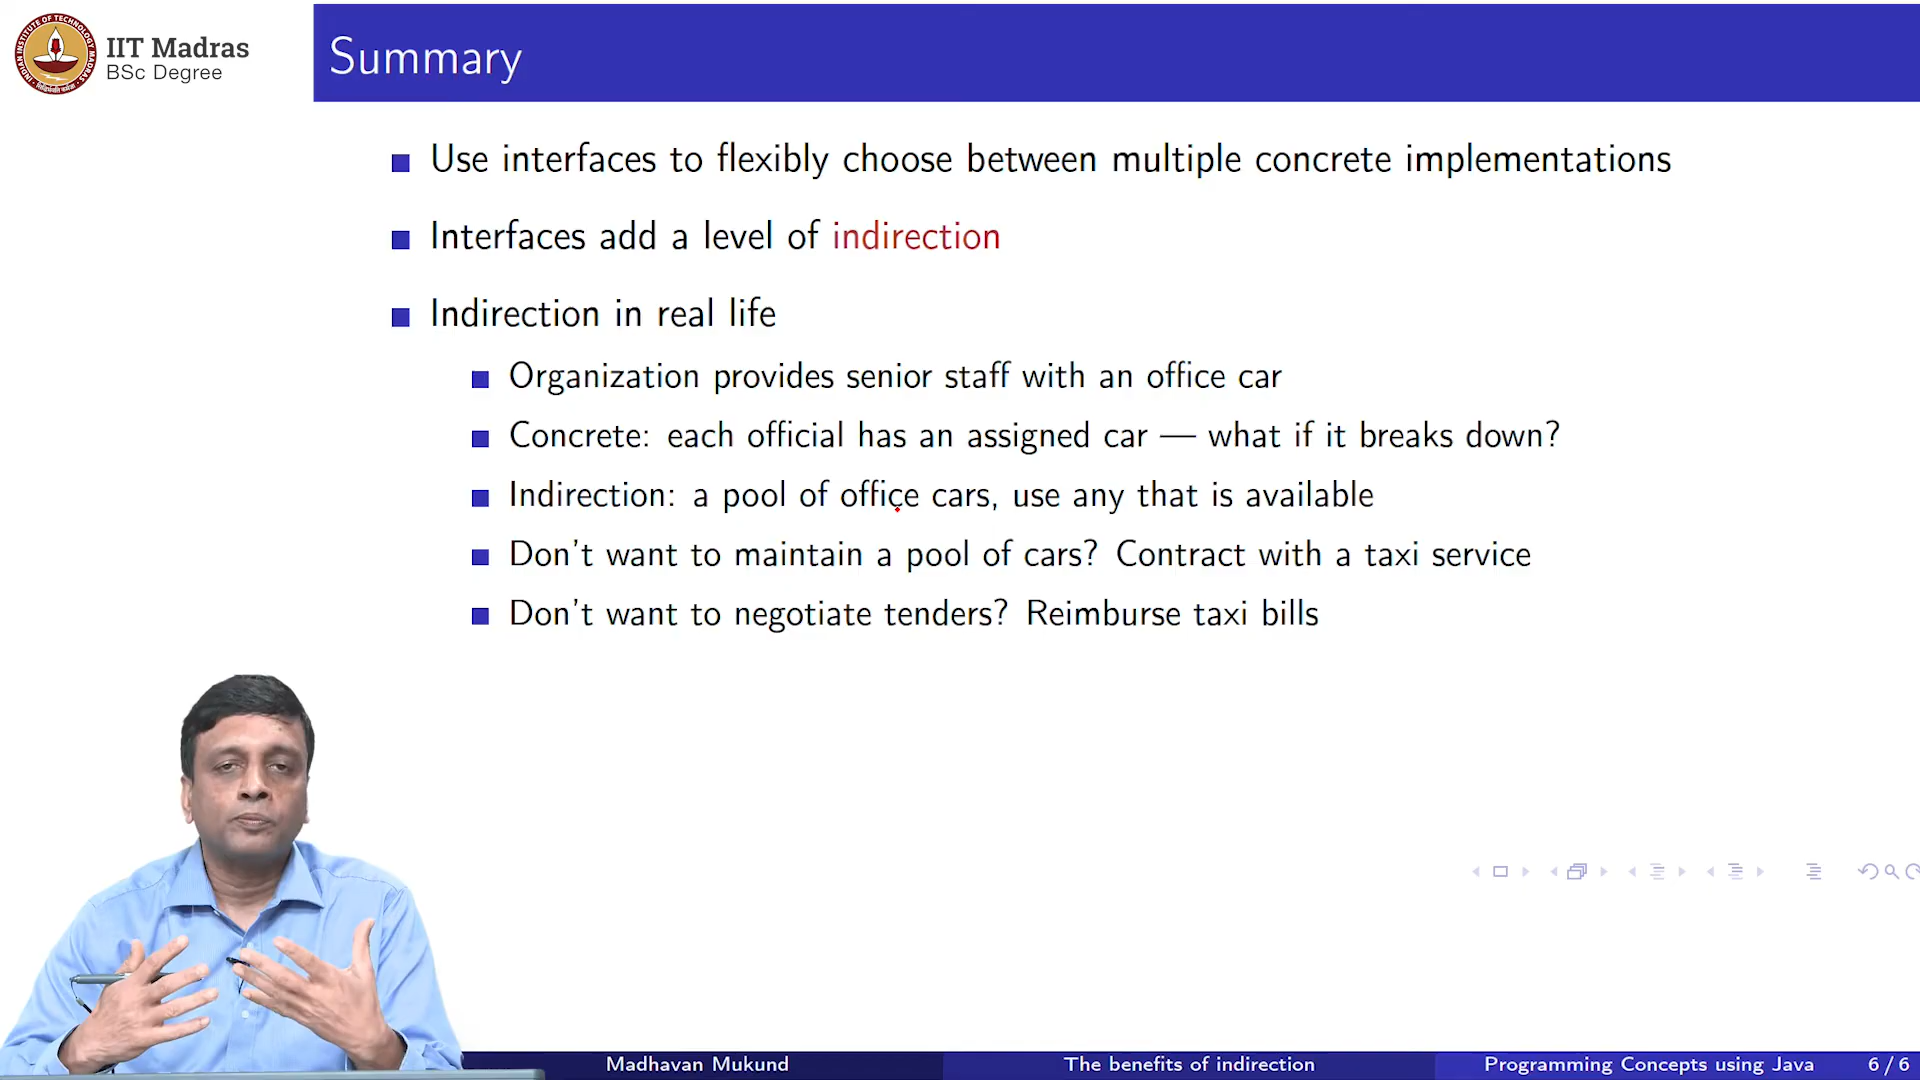 IIT Madras
BSc Degree
Summary
Use interfaces to flexibly choose between multiple concrete implementations
Interfaces add a level of indirection
Indirection in real life
Organization provides senior staff with an office car
Concrete: each official has an assigned car — what if it breaks down?
Indirection: a pool of office cars, use any that is available
Don't want to maintain a pool of cars? Contract with a taxi service
Don't want to negotiate tenders? Reimburse taxi bills
Madhavan Mukund
The benefits of indirection
Programming Concepts using Java
6 / 6